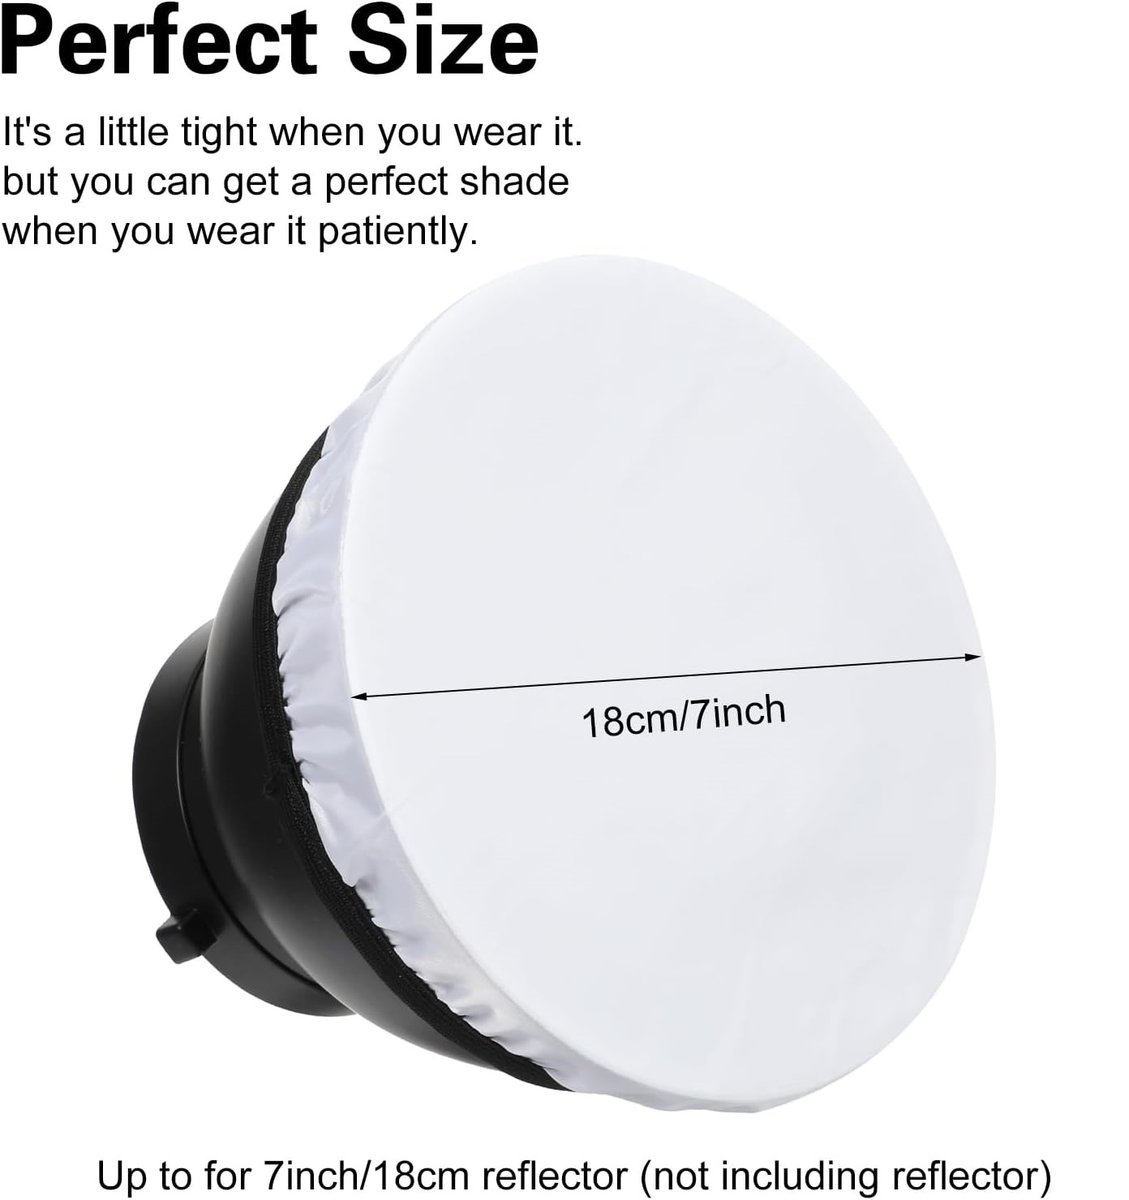 Perfect Size
It's a little tight when you wear it.
but you can get a perfect shade
when you wear it patiently.
18cm/7inch
Up to for 7inch/18cm reflector (not including reflector)